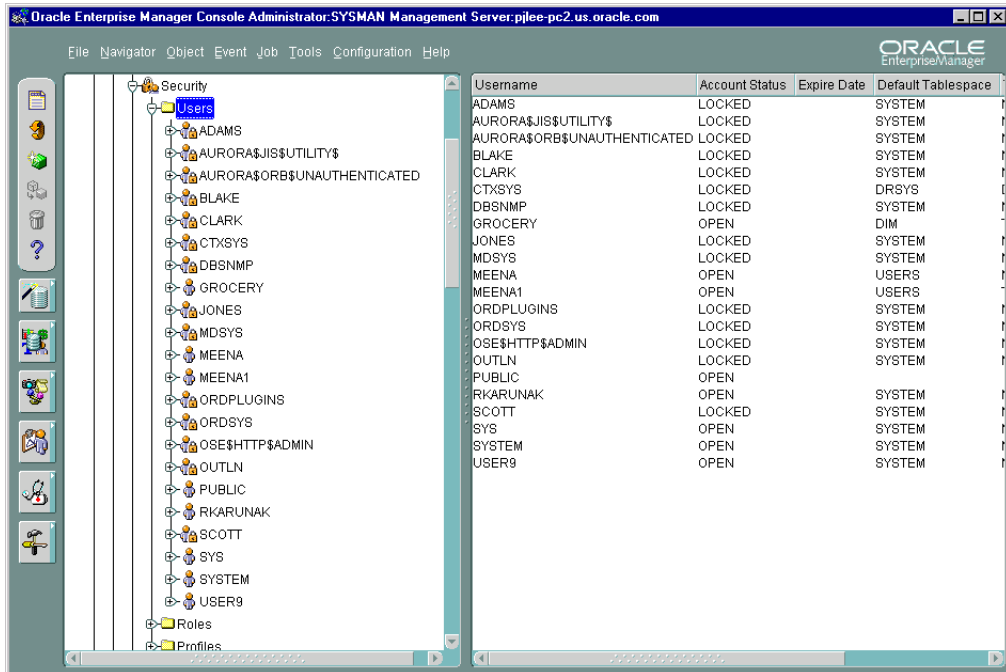 Oracle Enterprise Manager Console Administrator:SYSMAN Management Server:pjlee-pc2.us.oracle.com
File Navigator Object Event Job Tools Configuration Help
ORACLE
EnterpriseManager
Security
Users
ADAMS
AURORA$JIS$UTILITY$
AURORA$ORB$UNAUTHENTICATED
BLAKE
CLARK
CTXSYS
DBSNMP
GROCERY
JONES
MDSYS
MEENA
MEENA1
ORDPLUGINS
ORDSYS
OSE$HTTP$ADMIN
OUTLN
PUBLIC
RKARUNAK
SCOTT
SYS
SYSTEM
USER9
Roles
Profiles
Username Account Status Expire Date Default Tablespace
ADAMS LOCKED SYSTEM
AURORA$JIS$UTILITY$ LOCKED SYSTEM
AURORA$ORB$UNAUTHENTICATED LOCKED SYSTEM
BLAKE LOCKED SYSTEM
CLARK LOCKED SYSTEM
CTXSYS LOCKED DRSYS
DBSNMP LOCKED SYSTEM
GROCERY OPEN DIM
JONES LOCKED SYSTEM
MDSYS LOCKED SYSTEM
MEENA OPEN USERS
MEENA1 OPEN USERS
ORDPLUGINS LOCKED SYSTEM
ORDSYS LOCKED SYSTEM
OSE$HTTP$ADMIN LOCKED SYSTEM
OUTLN LOCKED SYSTEM
PUBLIC OPEN
RKARUNAK OPEN SYSTEM
SCOTT LOCKED SYSTEM
SYS OPEN SYSTEM
SYSTEM OPEN SYSTEM
USER9 OPEN SYSTEM